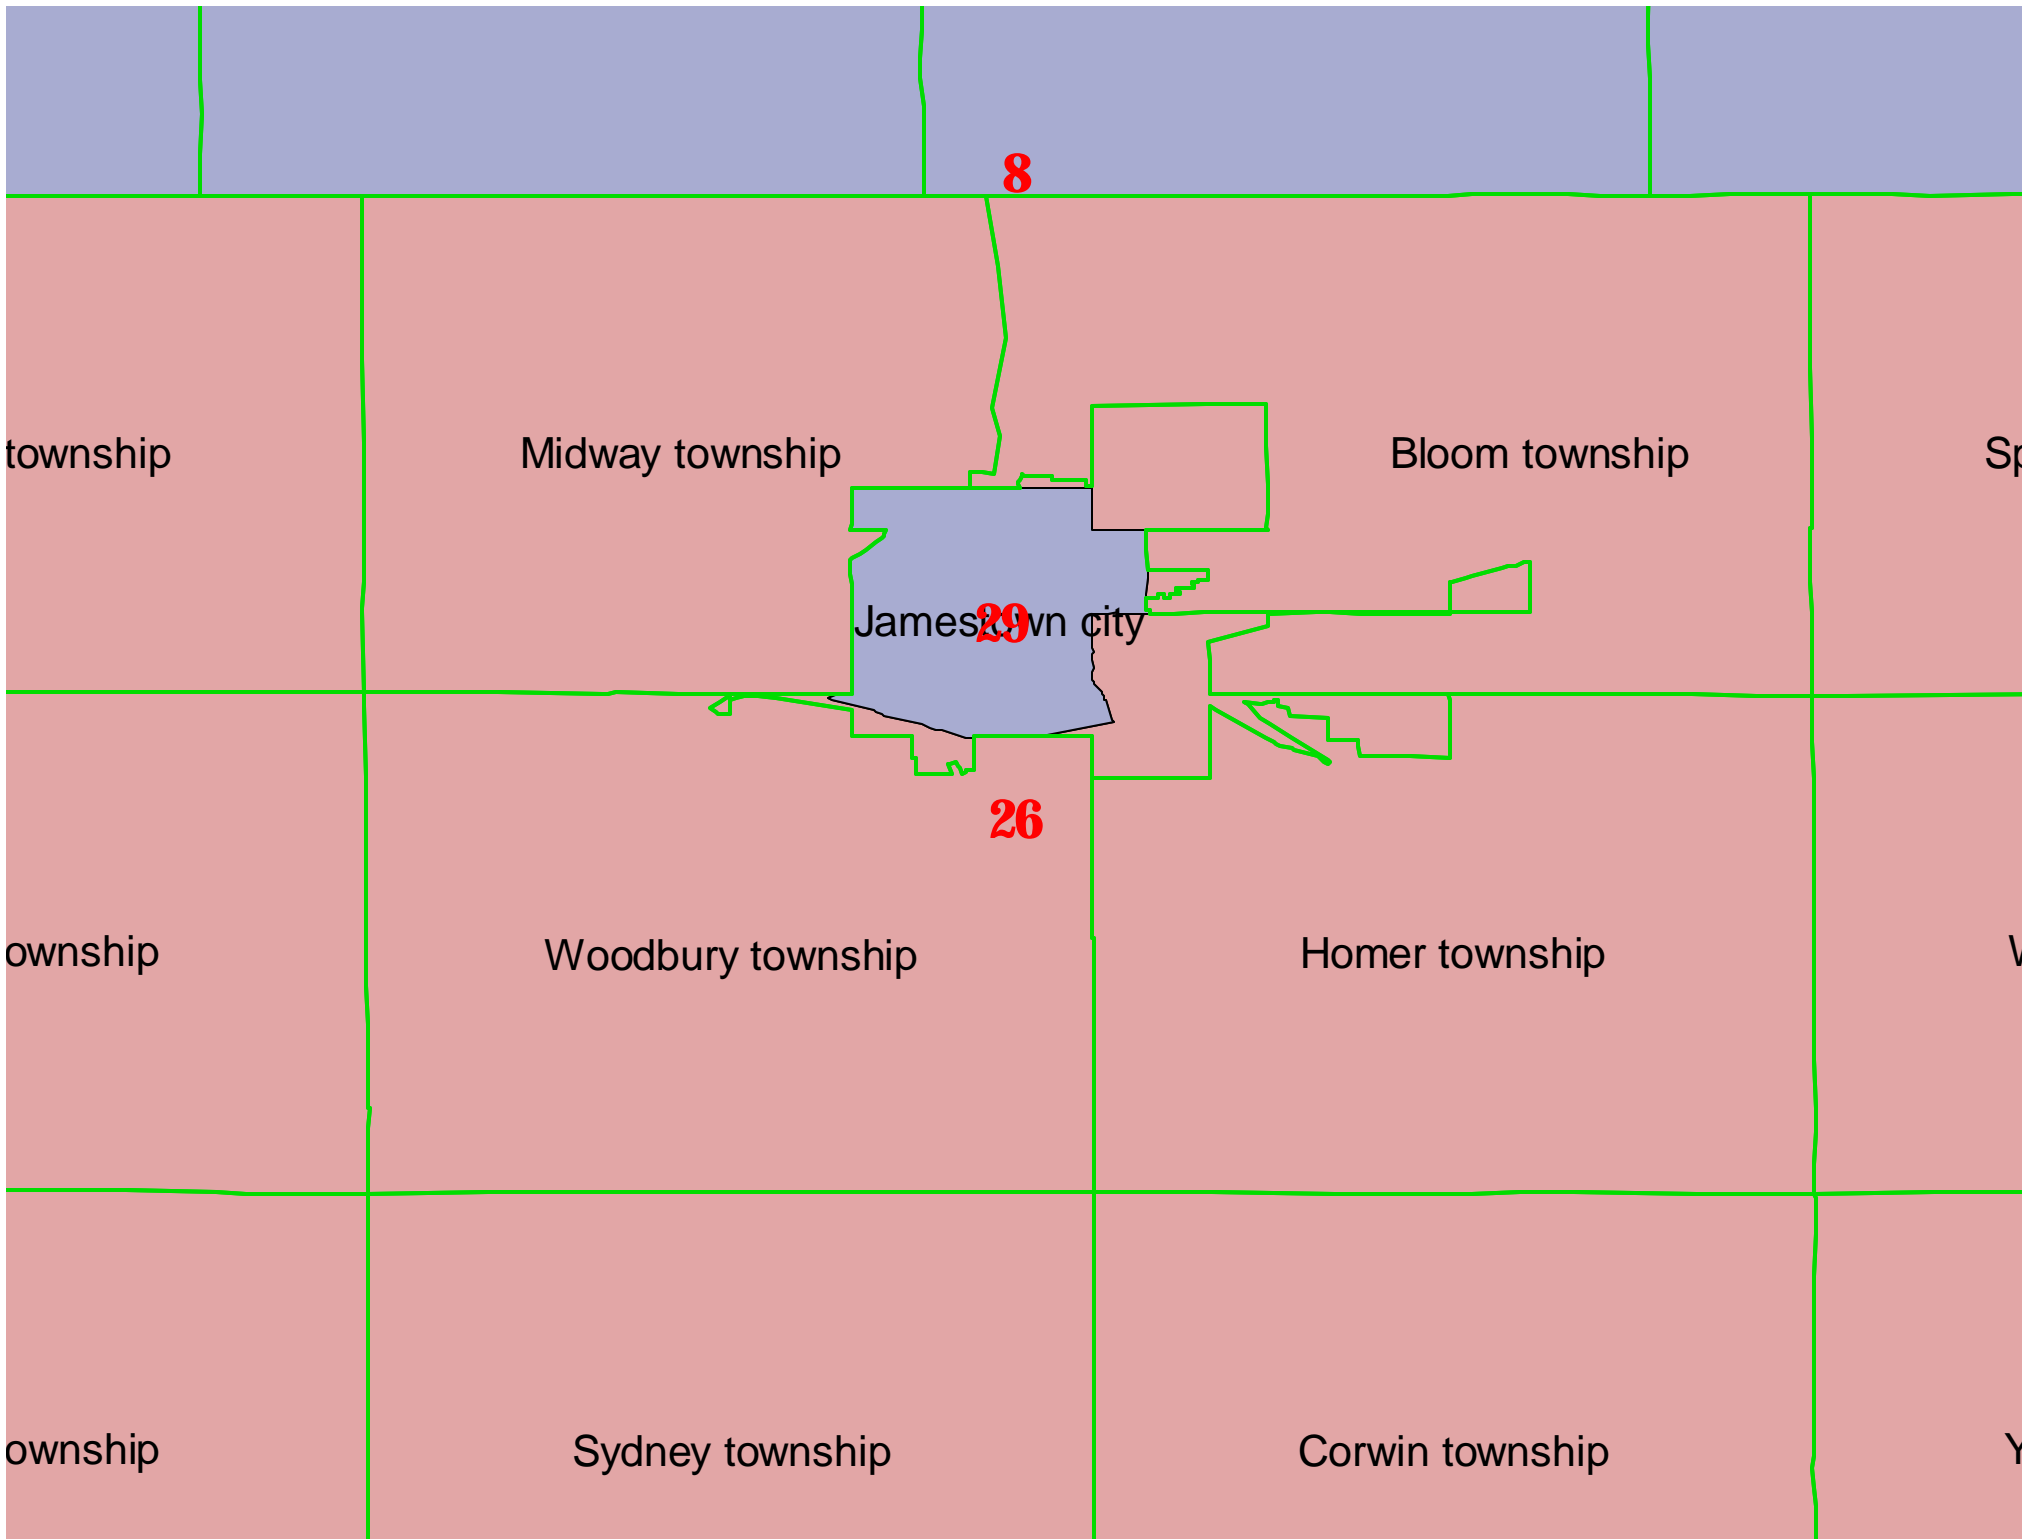 8
township
Midway township
Bloom township
Sp
Jamestown city
29
26
ownship
Woodbury township
Homer township
ownship
Sydney township
Corwin township
Y